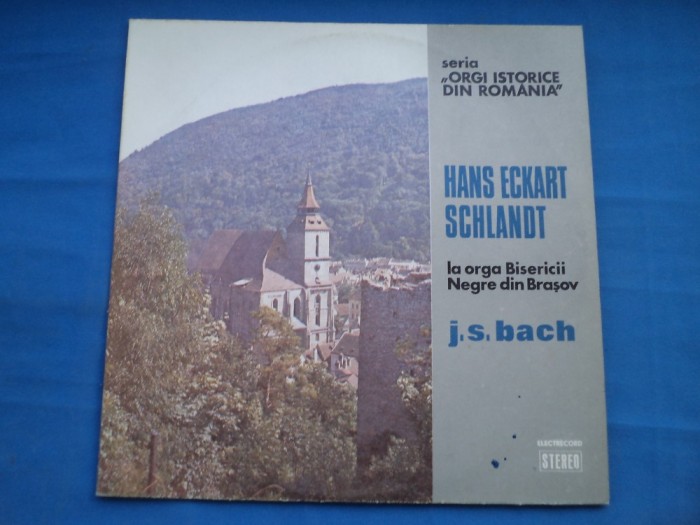 seria
„ORGI ISTORICE
DIN ROMÂNIA”
HANS ECKART
SCHLANDT
la orga Bisericii
Negre din Brașov
j.s.bach
ELECTRECORD
STEREO